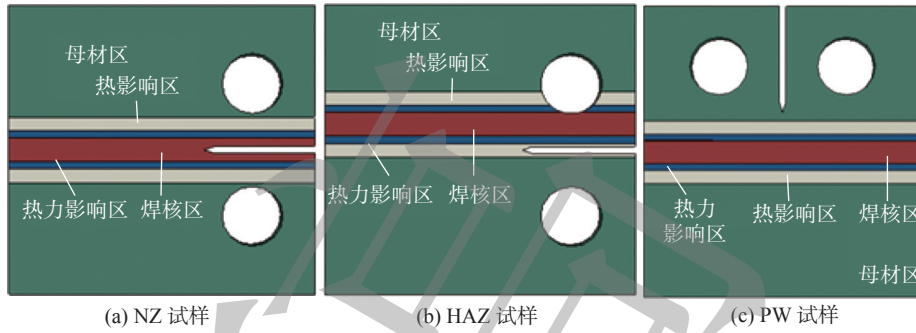 母材区
热影响区
热力影响区
焊核区
(a) NZ 试样
母材区
热影响区
热力影响区
焊核区
(b) HAZ 试样
热力
影响区
热影响区
焊核区
母材区
(c) PW 试样